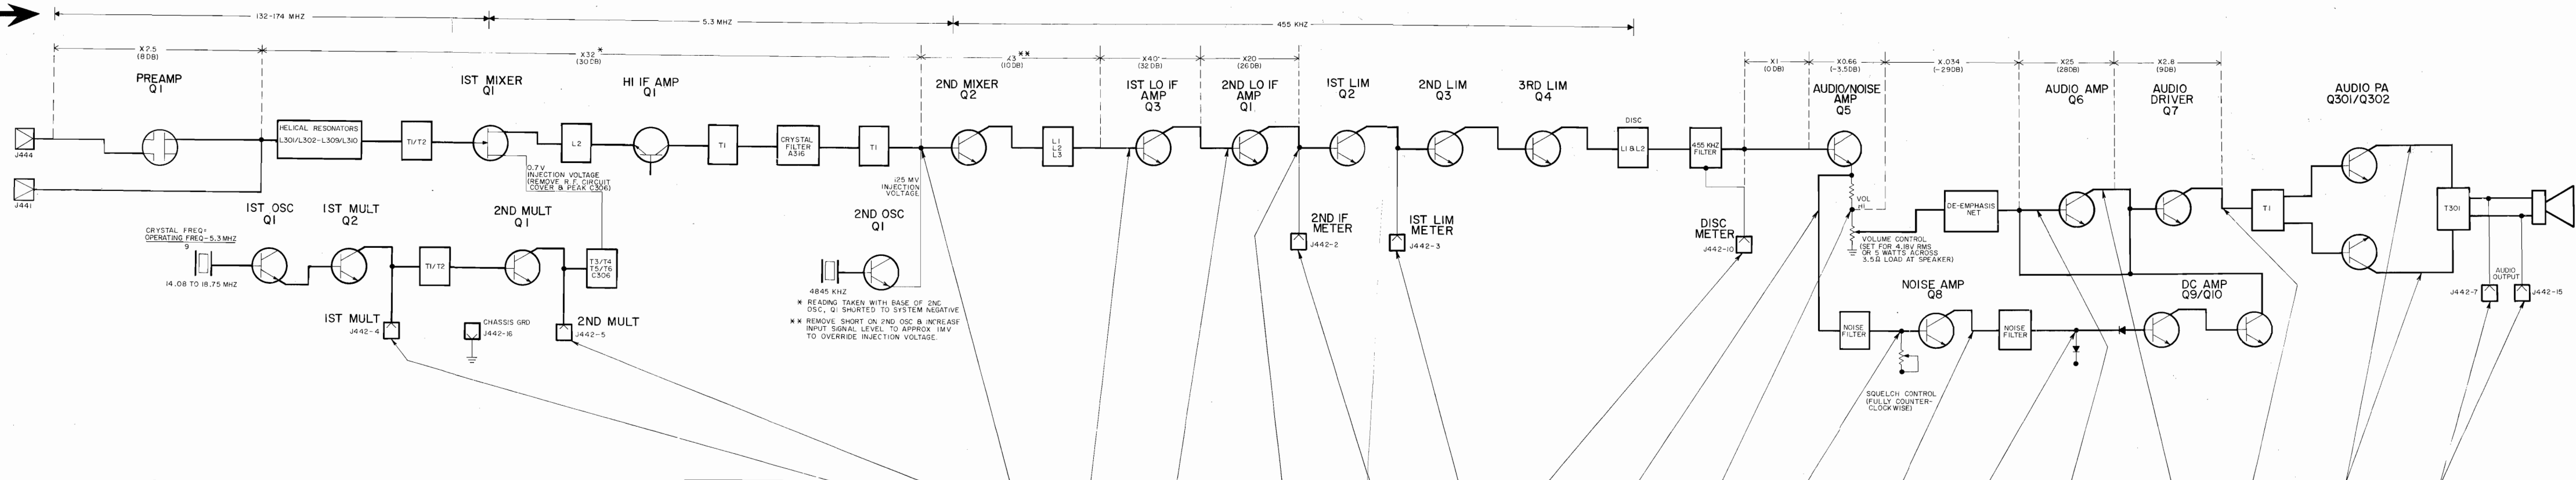 132-174 MHZ
5.3 MHZ
455 KHZ
X2.5
(8DB)
X32 *
(30DB)
X3 **
(10DB)
X40
(32DB)
X20
(26DB)
X1
(0DB)
X0.66
(-3.5DB)
X.034
(-29DB)
X25
(28DB)
X2.8
(9DB)
PREAMP
Q1
1ST MIXER
Q1
HI IF AMP
Q1
2ND MIXER
Q2
1ST LO IF
AMP
Q3
2ND LO IF
AMP
Q1
1ST LIM
Q2
2ND LIM
Q3
3RD LIM
Q4
AUDIO/NOISE
AMP
Q5
AUDIO AMP
Q6
AUDIO
DRIVER
Q7
AUDIO PA
Q301/Q302
J444
J441
HELICAL RESONATORS
L301/L302-L309/L310
T1/T2
L2
T1
CRYSTAL
FILTER
A316
T1
L1
L2
L3
DISC
L1 & L2
455 KHZ
FILTER
0.7 V
INJECTION VOLTAGE
(REMOVE R.F. CIRCUIT
COVER & PEAK C306)
125 MV
INJECTION
VOLTAGE
VOL
DE-EMPHASIS
NET
T1
T301
1ST OSC
Q1
1ST MULT
Q2
2ND MULT
Q1
2ND OSC
Q1
2ND IF
METER
J442-2
1ST LIM
METER
J442-3
DISC
METER
J442-10
VOLUME CONTROL
(SET FOR 4.18V RMS
OR 5 WATTS ACROSS
3.5Ω LOAD AT SPEAKER)
CRYSTAL FREQ=
OPERATING FREQ-5.3 MHZ
9
14.08 TO 18.75 MHZ
T1/T2
T3/T4
T5/T6
C306
4845 KHZ
* READING TAKEN WITH BASE OF 2ND
OSC, Q1 SHORTED TO SYSTEM NEGATIVE
** REMOVE SHORT ON 2ND OSC & INCREASE
INPUT SIGNAL LEVEL TO APPROX. 1MV
TO OVERRIDE INJECTION VOLTAGE.
1ST MULT
J442-4
CHASSIS GRD
J442-16
2ND MULT
J442-5
NOISE AMP
Q8
DC AMP
Q9/Q10
NOISE
FILTER
NOISE
FILTER
SQUELCH CONTROL
(FULLY COUNTER-
CLOCKWISE)
AUDIO
OUTPUT
J442-7
J442-15